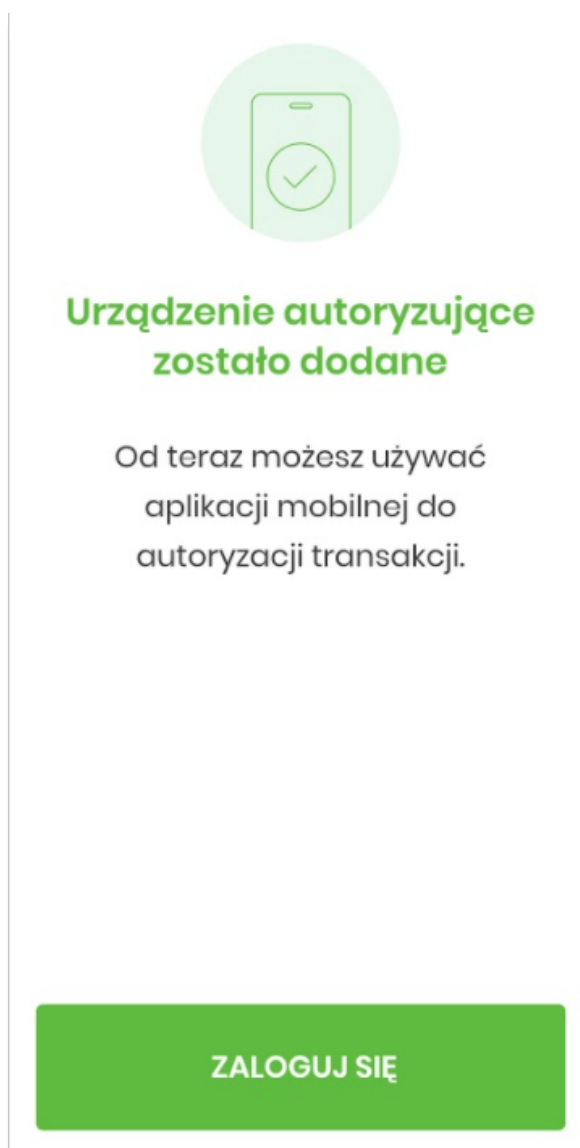 Urządzenie autoryzujące
zostało dodane
Od teraz możesz używać
aplikacji mobilnej do
autoryzacji transakcji.
ZALOGUJ SIĘ